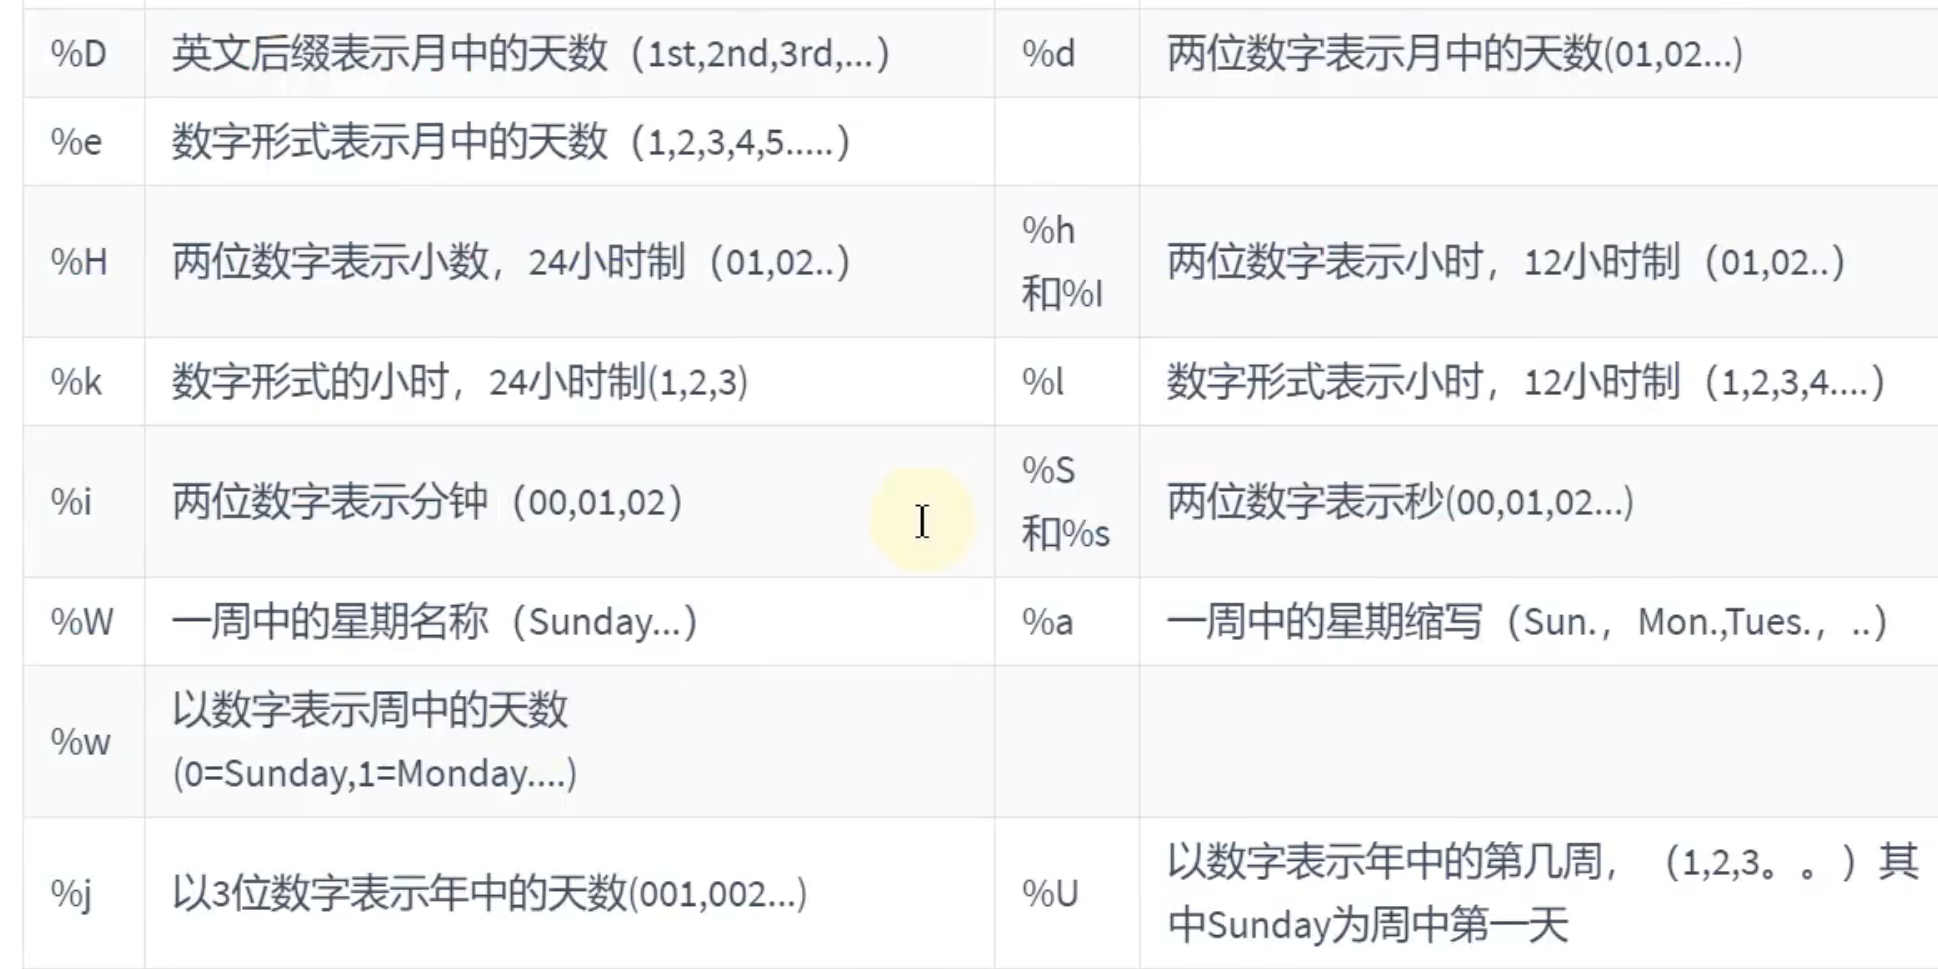 %D 英文后缀表示月中的天数（1st,2nd,3rd,...） %d 两位数字表示月中的天数(01,02...)
%e 数字形式表示月中的天数（1,2,3,4,5.....）
%H 两位数字表示小数，24小时制（01,02..） %h
和%I 两位数字表示小时，12小时制（01,02..）
%k 数字形式的小时，24小时制(1,2,3) %l 数字形式表示小时，12小时制（1,2,3,4....）
%i 两位数字表示分钟（00,01,02） %S
和%s 两位数字表示秒(00,01,02...)
%W 一周中的星期名称（Sunday...） %a 一周中的星期缩写（Sun.，Mon.,Tues.，..）
%w 以数字表示周中的天数
(0=Sunday,1=Monday....)
%j 以3位数字表示年中的天数(001,002...) %U 以数字表示年中的第几周，（1,2,3。。）其
中Sunday为周中第一天